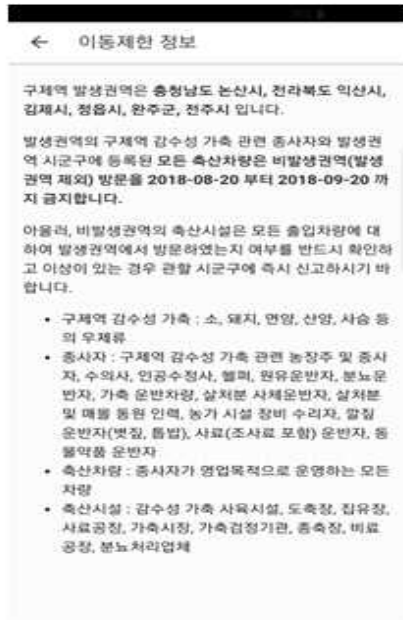 ← 이동제한 정보
구제역 발생권역은 충청남도 논산시, 전라북도 익산시,
김제시, 정읍시, 완주군, 전주시 입니다.
발생권역의 구제역 감수성 가축 관련 종사자와 발생권
역 시군구에 등록된 모든 축산차량은 비발생권역(발생
권역 제외) 방문을 2018-08-20 부터 2018-09-20 까
지 금지합니다.
아울러, 비발생권역의 축산시설은 모든 출입차량에 대
하여 발생권역에서 방문하였는지 여부를 반드시 확인하
고 이상이 있는 경우 관할 시군구에 즉시 신고하시기 바
랍니다.
• 구제역 감수성 가축 : 소, 돼지, 면양, 산양, 사슴 등
의 우제류
• 종사자 : 구제역 감수성 가축 관련 농장주 및 종사
자, 수의사, 인공수정사, 헬퍼, 원유운반자, 분뇨운
반자, 가축 운반차량, 살처분 사체운반자, 살처분
및 매몰 동원 인력, 농가 시설 장비 수리자, 깔짚
운반자(볏짚, 톱밥), 사료(조사료 포함) 운반자, 동
물약품 운반자
• 축산차량 : 종사자가 영업목적으로 운영하는 모든
차량
• 축산시설 : 감수성 가축 사육시설, 도축장, 집유장,
사료공장, 가축시장, 가축검정기관, 종축장, 비료
공장, 분뇨처리업체